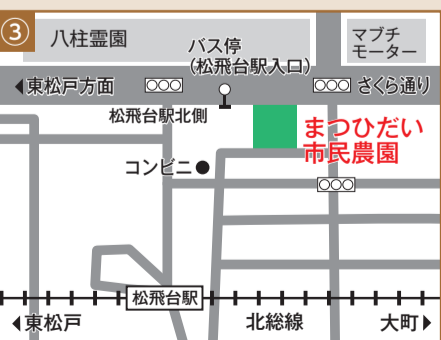 ③
八柱霊園
バス停
(松飛台駅入口)
マブチ
モーター
◀東松戸方面
さくら通り
松飛台駅北側
まつひだい
市民農園
コンビニ●
松飛台駅
◀東松戸
北総線
大町▶